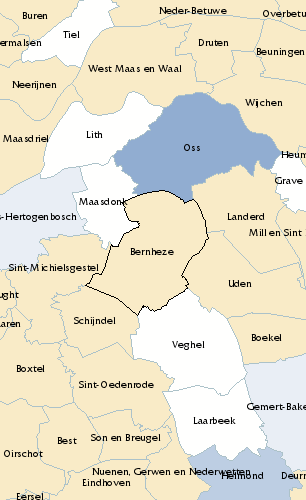 Buren
Neder-Betuwe
Overbetu
Tiel
Druten
ermalsen
Beuningen
West Maas en Waal
Neerijnen
Wijchen
Lith
Maasdriel
Oss
Heum
Grave
Maasdonk
s-Hertogenbosch
Landerd
Mill en Sint
Bernheze
Sint-Michielsgestel
Uden
ught
Schijndel
aren
Boekel
Veghel
Boxtel
Sint-Oedenrode
Gemert-Bake
Laarbeek
Son en Breugel
Best
Oirschot
Nuenen, Gerwen en Nederwetten
Helmond
Deurn
Eindhoven
Eersel